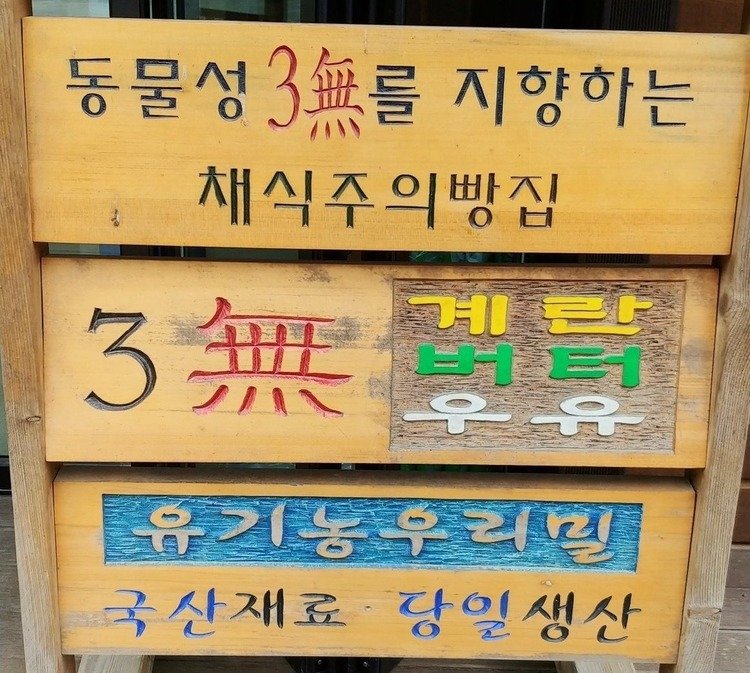 동물성 3無를 지향하는
채식주의빵집
3無
계란
버터
우유
유기농우리밀
국산재료 당일생산